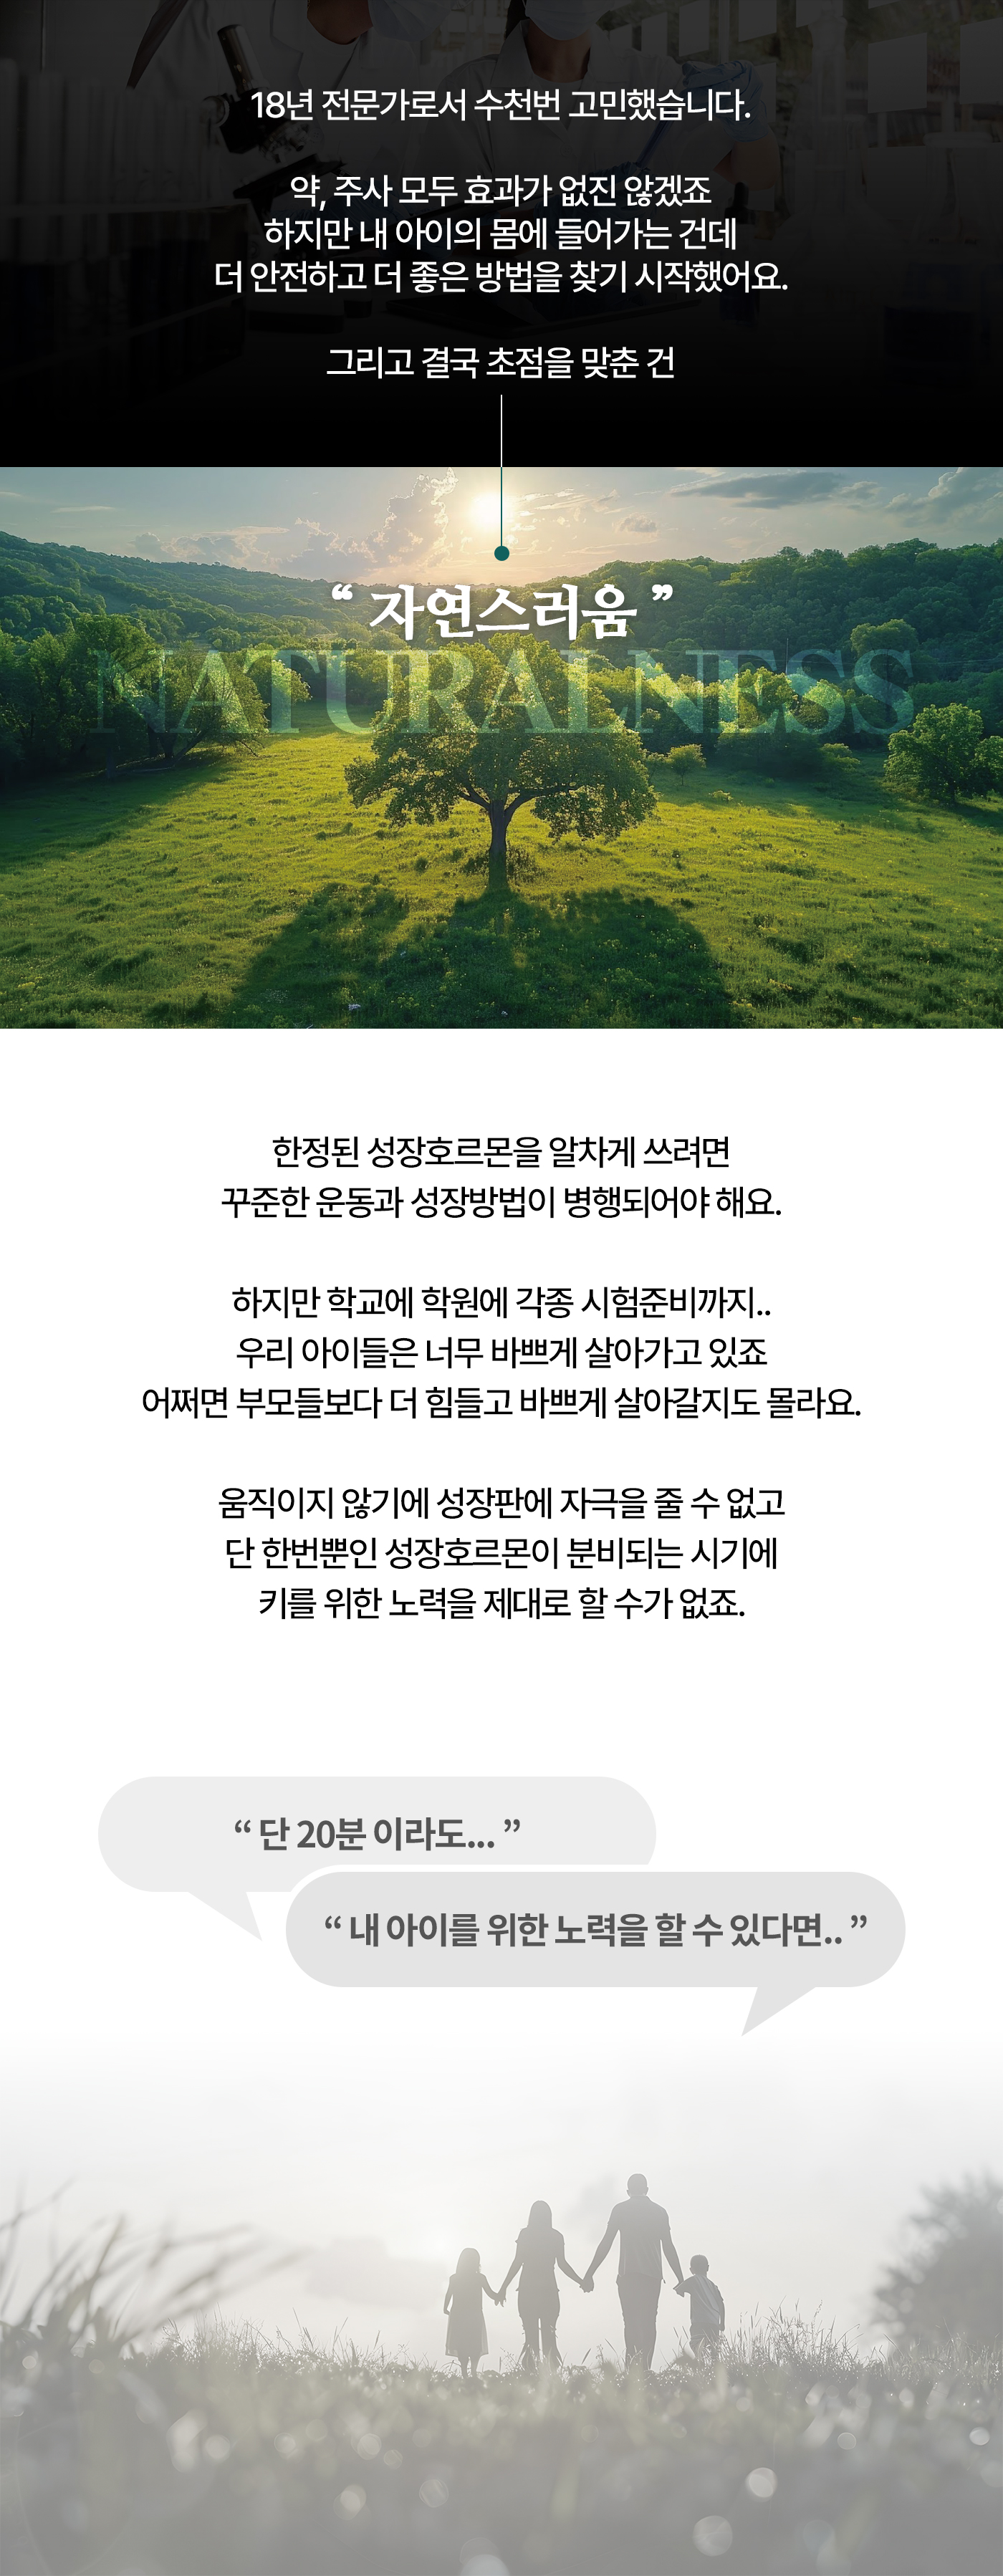 18년 전문가로서 수천번 고민했습니다.
약, 주사 모두 효과가 없진 않겠죠
하지만 내 아이의 몸에 들어가는 건데
더 안전하고 더 좋은 방법을 찾기 시작했어요.
그리고 결국 초점을 맞춘 건
“ 자연스러움 ”
NATURALNESS
한정된 성장호르몬을 알차게 쓰려면
꾸준한 운동과 성장방법이 병행되어야 해요.
하지만 학교에 학원에 각종 시험준비까지..
우리 아이들은 너무 바쁘게 살아가고 있죠
어쩌면 부모들보다 더 힘들고 바쁘게 살아갈지도 몰라요.
움직이지 않기에 성장판에 자극을 줄 수 없고
단 한번뿐인 성장호르몬이 분비되는 시기에
키를 위한 노력을 제대로 할 수가 없죠.
“ 단 20분 이라도... ”
“ 내 아이를 위한 노력을 할 수 있다면.. ”